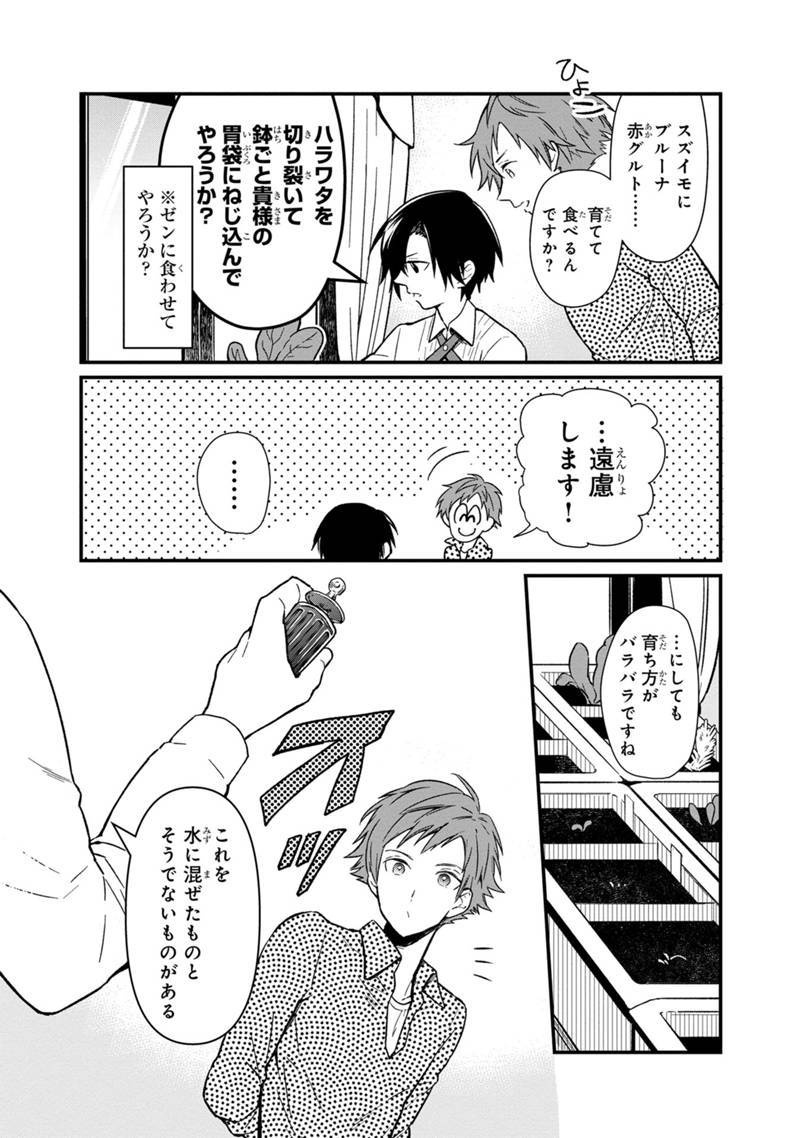 ひょこ
スズイモに
ブルーナ
赤グルト……
育てて
食べるん
ですか？
ハラワタを
切り裂いて
鉢ごと貴様の
胃袋にねじ込んで
やろうか？
※ゼンに食わせて
やろうか？
…遠慮
します！
……
…にしても
育ち方が
バラバラですね
オッ
これを
水に混ぜたものと
そうでないものがある